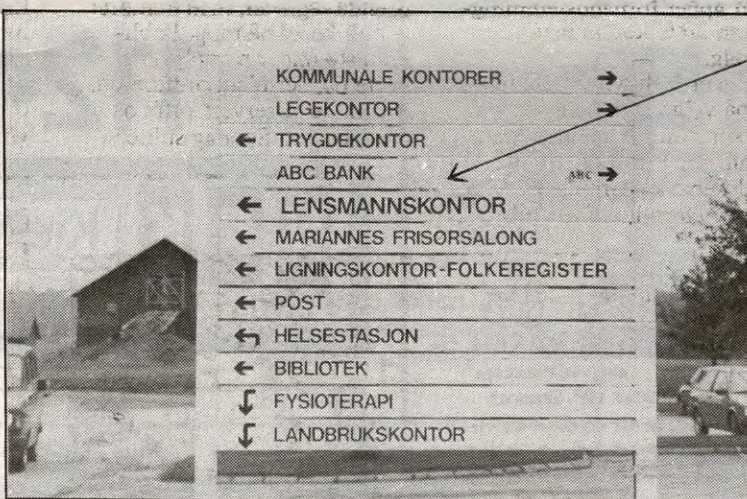 KOMMUNALE KONTORER →
LEGEKONTOR →
← TRYGDEKONTOR
ABC BANK ABC →
← LENSMANNSKONTOR
← MARIANNES FRISORSALONG
← LIGNINGSKONTOR-FOLKEREGISTER
← POST
↰ HELSESTASJON
← BIBLIOTEK
FYSIOTERAPI
LANDBRUKSKONTOR